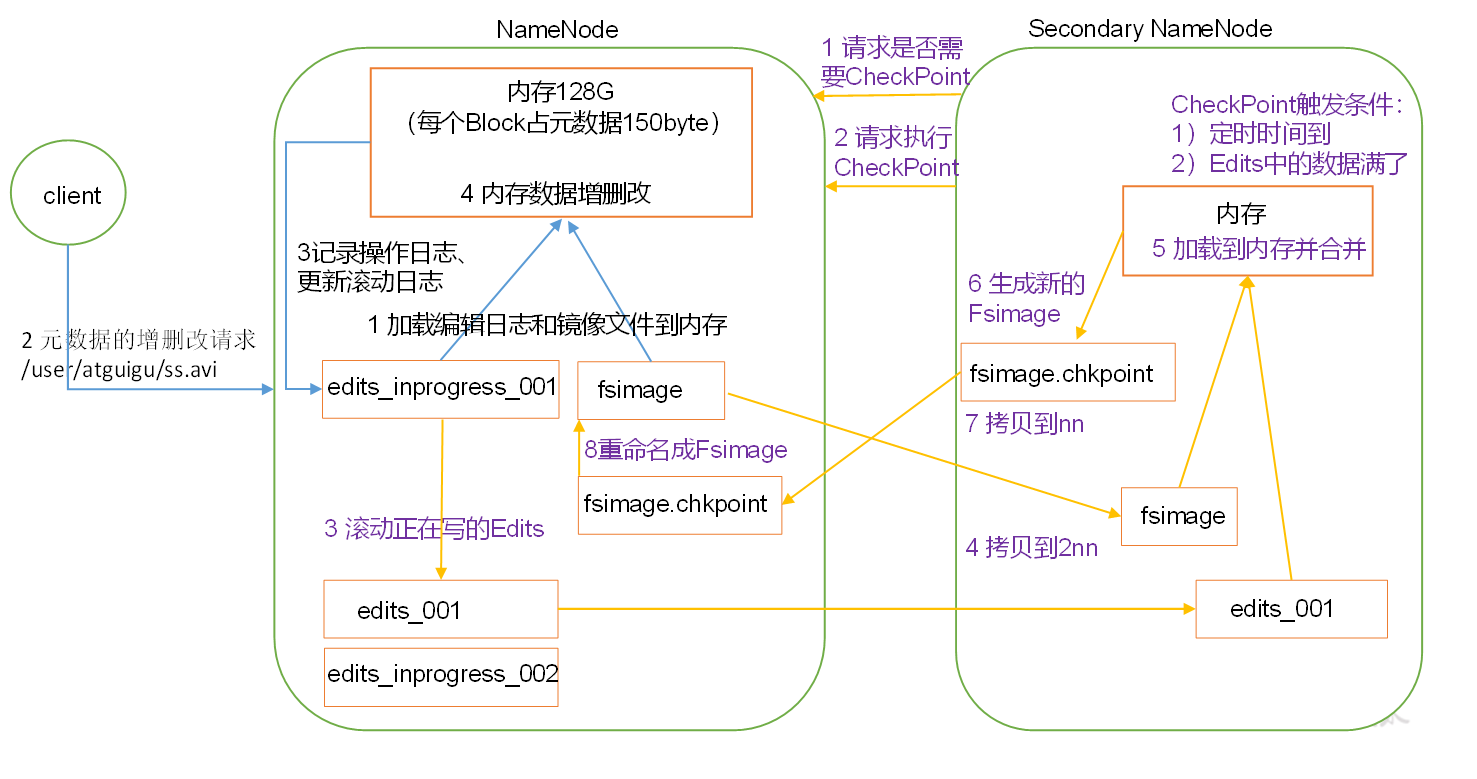 NameNode
Secondary NameNode
内存128G
（每个Block占元数据150byte）
4 内存数据增删改
1 请求是否需
要CheckPoint
2 请求执行
CheckPoint
CheckPoint触发条件：
1）定时时间到
2）Edits中的数据满了
client
内存
5 加载到内存并合并
3记录操作日志、
更新滚动日志
6 生成新的
Fsimage
1 加载编辑日志和镜像文件到内存
2 元数据的增删改请求
/user/atguigu/ss.avi
edits_inprogress_001
fsimage
fsimage.chkpoint
7 拷贝到nn
8重命名成Fsimage
fsimage.chkpoint
3 滚动正在写的Edits
fsimage
4 拷贝到2nn
edits_001
edits_001
edits_inprogress_002